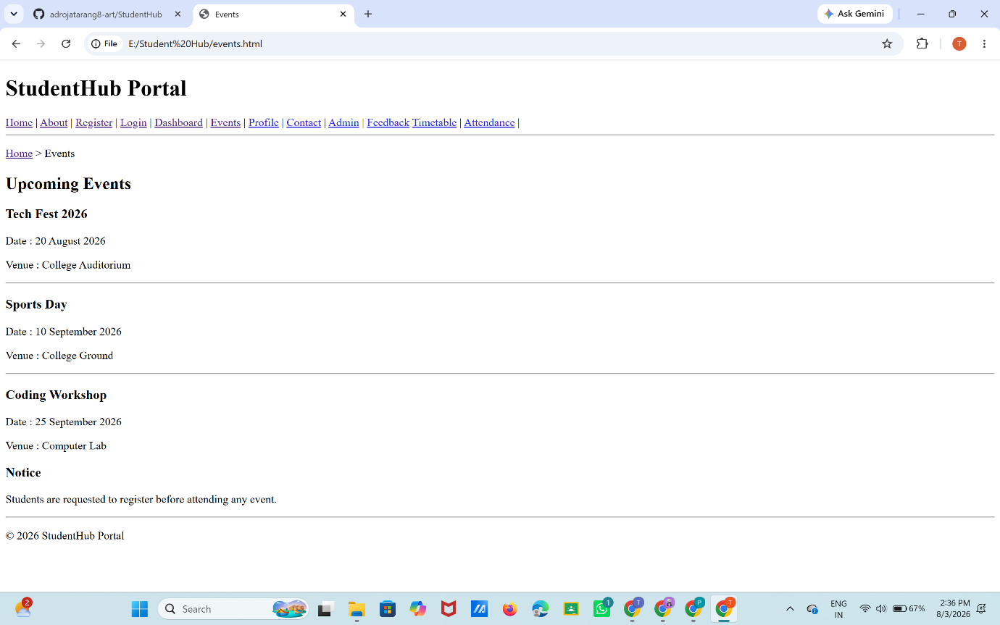 adrojatarang8-art/StudentHub
Events
Ask Gemini
File
E:/Student%20Hub/events.html
T
StudentHub Portal
Home | About | Register | Login | Dashboard | Events | Profile | Contact | Admin | Feedback Timetable | Attendance |
Home > Events
Upcoming Events
Tech Fest 2026
Date : 20 August 2026
Venue : College Auditorium
Sports Day
Date : 10 September 2026
Venue : College Ground
Coding Workshop
Date : 25 September 2026
Venue : Computer Lab
Notice
Students are requested to register before attending any event.
© 2026 StudentHub Portal
2
Search
1
T
P
T
ENG
IN
67%
2:36 PM
8/3/2026